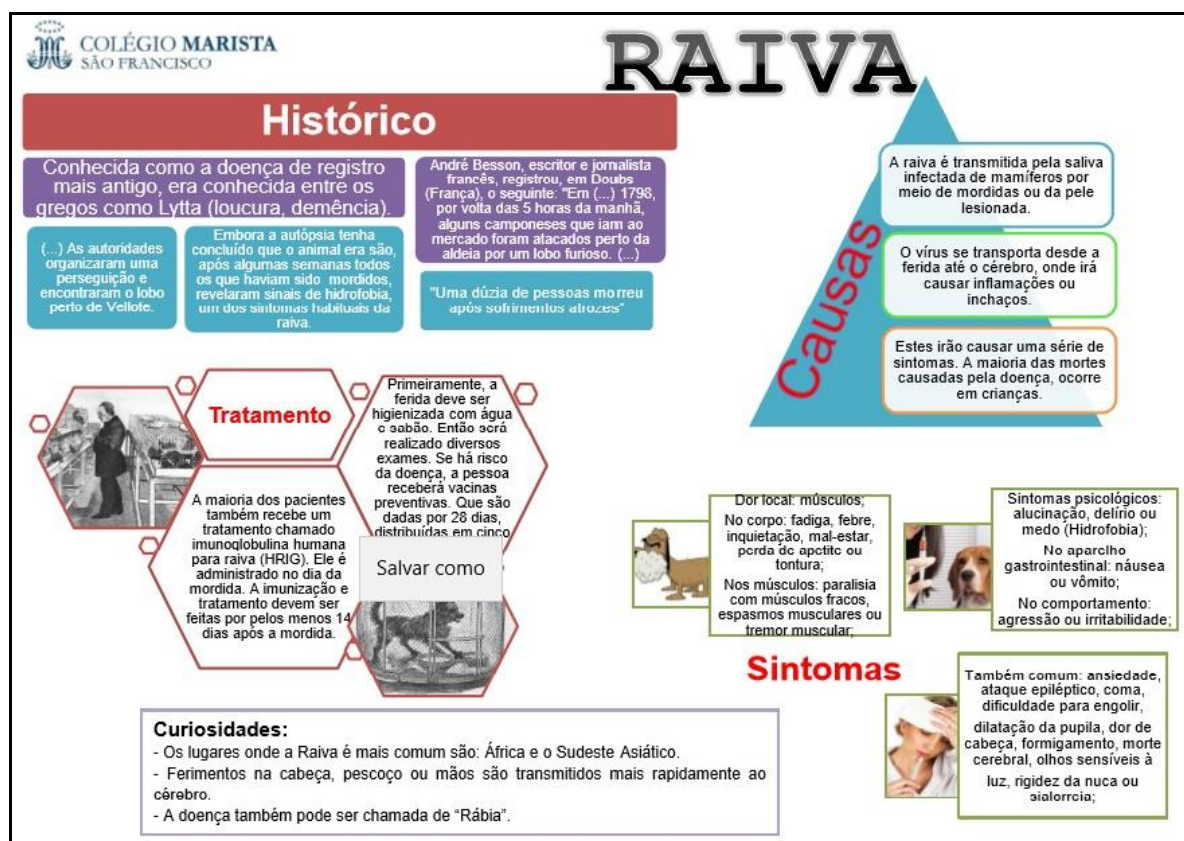 COLÉGIO MARISTA
SÃO FRANCISCO
RAIVA
Histórico
Conhecida como a doença de registro
mais antigo, era conhecida entre os
gregos como Lytta (loucura, demência).
André Besson, escritor e jornalista
francês, registrou, em Doubs
(França), o seguinte: "Em (...) 1798,
por volta das 5 horas da manhã,
alguns camponeses que iam ao
mercado foram atacados perto da
aldeia por um lobo furioso. (...)
(...) As autoridades
organizaram uma
perseguição e
encontraram o lobo
perto de Vellote.
Embora a autópsia tenha
concluído que o animal era são,
após algumas semanas todos
os que haviam sido mordidos,
revelaram sinais de hidrofobia,
um dos sintomas habituais da
raiva.
"Uma dúzia de pessoas morreu
após sofrimentos atrozes"
Causas
A raiva é transmitida pela saliva
infectada de mamíferos por
meio de mordidas ou da pele
lesionada.
O vírus se transporta desde a
ferida até o cérebro, onde irá
causar inflamações ou
inchaços.
Estes irão causar uma série de
sintomas. A maioria das mortes
causadas pela doença, ocorre
em crianças.
Tratamento
Primeiramente, a
ferida deve ser
higienizada com água
e sabão. Então será
realizado diversos
exames. Se há risco
da doença, a pessoa
receberá vacinas
preventivas. Que são
dadas por 28 dias,
distribuídas em cinco
Salvar como
A maioria dos pacientes
também recebe um
tratamento chamado
imunoglobulina humana
para raiva (HRIG). Ele é
administrado no dia da
mordida. A imunização e
tratamento devem ser
feitas por pelos menos 14
dias após a mordida.
Dor local: músculos;
No corpo: fadiga, febre,
inquietação, mal-estar,
perda de apetite ou
tontura;
Nos músculos: paralisia
com músculos fracos,
espasmos musculares ou
tremor muscular;
Sintomas psicológicos:
alucinação, delírio ou
medo (Hidrofobia);
No aparelho
gastrointestinal: náusea
ou vômito;
No comportamento:
agressão ou irritabilidade;
Sintomas
Também comum: ansiedade,
ataque epiléptico, coma,
dificuldade para engolir,
dilatação da pupila, dor de
cabeça, formigamento, morte
cerebral, olhos sensíveis à
luz, rigidez da nuca ou
sialorreia;
Curiosidades:
- Os lugares onde a Raiva é mais comum são: África e o Sudeste Asiático.
- Ferimentos na cabeça, pescoço ou mãos são transmitidos mais rapidamente ao
cérebro.
- A doença também pode ser chamada de “Rábia”.